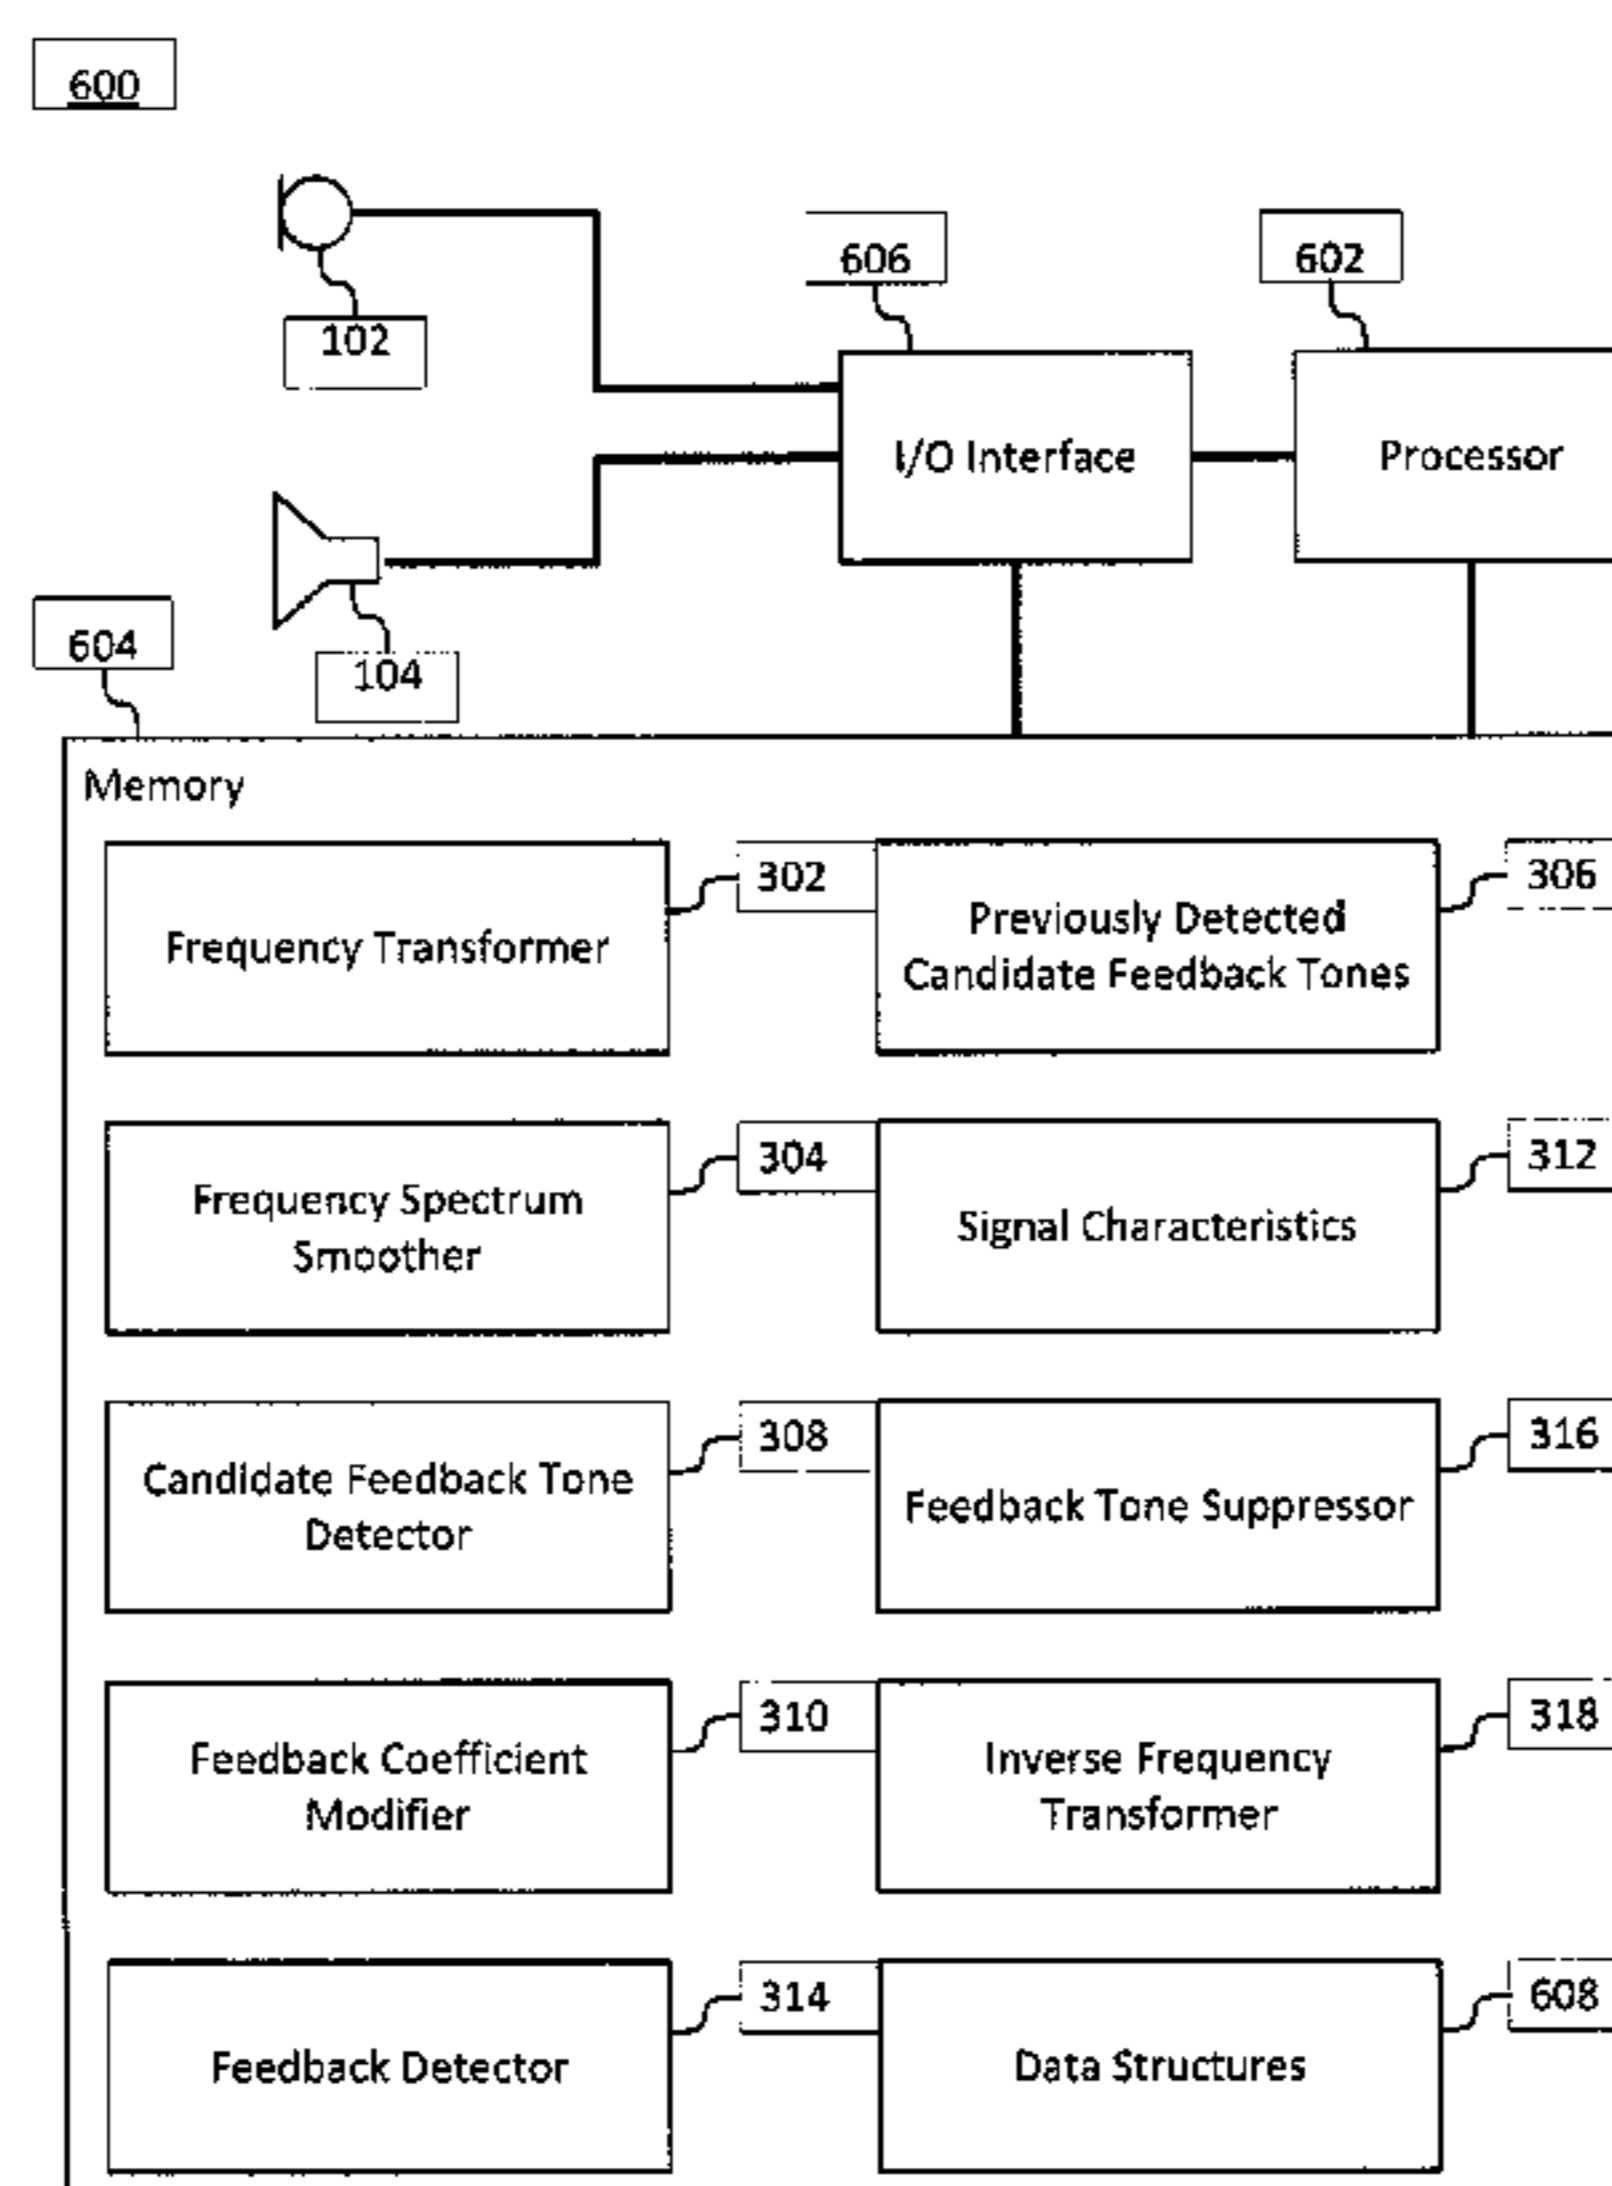 600
606
602
102
I/O Interface
Processor
604
104
Memory
302
306
Frequency Transformer
Previously Detected
Candidate Feedback Tones
304
312
Frequency Spectrum
Smoother
Signal Characteristics
308
316
Candidate Feedback Tone
Detector
Feedback Tone Suppressor
310
318
Feedback Coefficient
Modifier
Inverse Frequency
Transformer
314
608
Feedback Detector
Data Structures